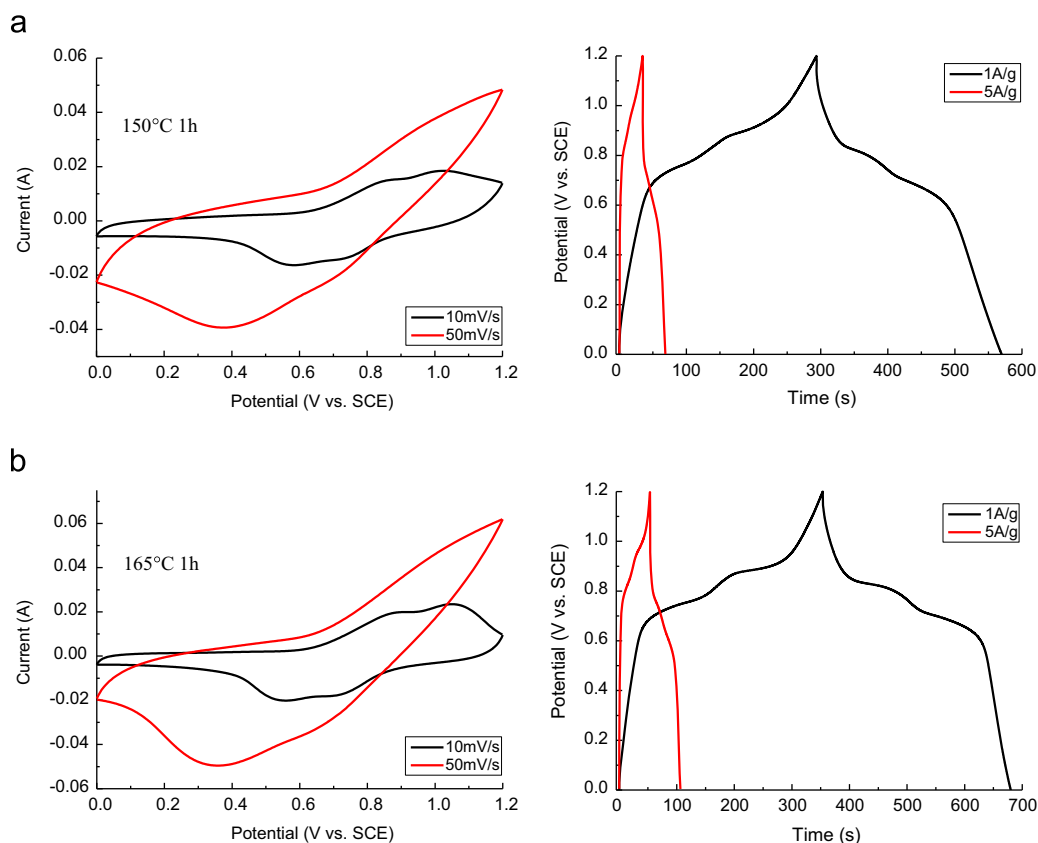 a
0.06
0.04
0.02
0.00
-0.02
-0.04
Current (A)
150°C 1h
10mV/s
50mV/s
0.0 0.2 0.4 0.6 0.8 1.0 1.2
Potential (V vs. SCE)
1.2
1.0
0.8
0.6
0.4
0.2
0.0
Potential (V vs. SCE)
1A/g
5A/g
0 100 200 300 400 500 600
Time (s)
b
0.06
0.04
0.02
0.00
-0.02
-0.04
-0.06
Current (A)
165°C 1h
10mV/s
50mV/s
0.0 0.2 0.4 0.6 0.8 1.0 1.2
Potential (V vs. SCE)
1.2
1.0
0.8
0.6
0.4
0.2
0.0
Potential (V vs. SCE)
1A/g
5A/g
0 100 200 300 400 500 600 700
Time (s)